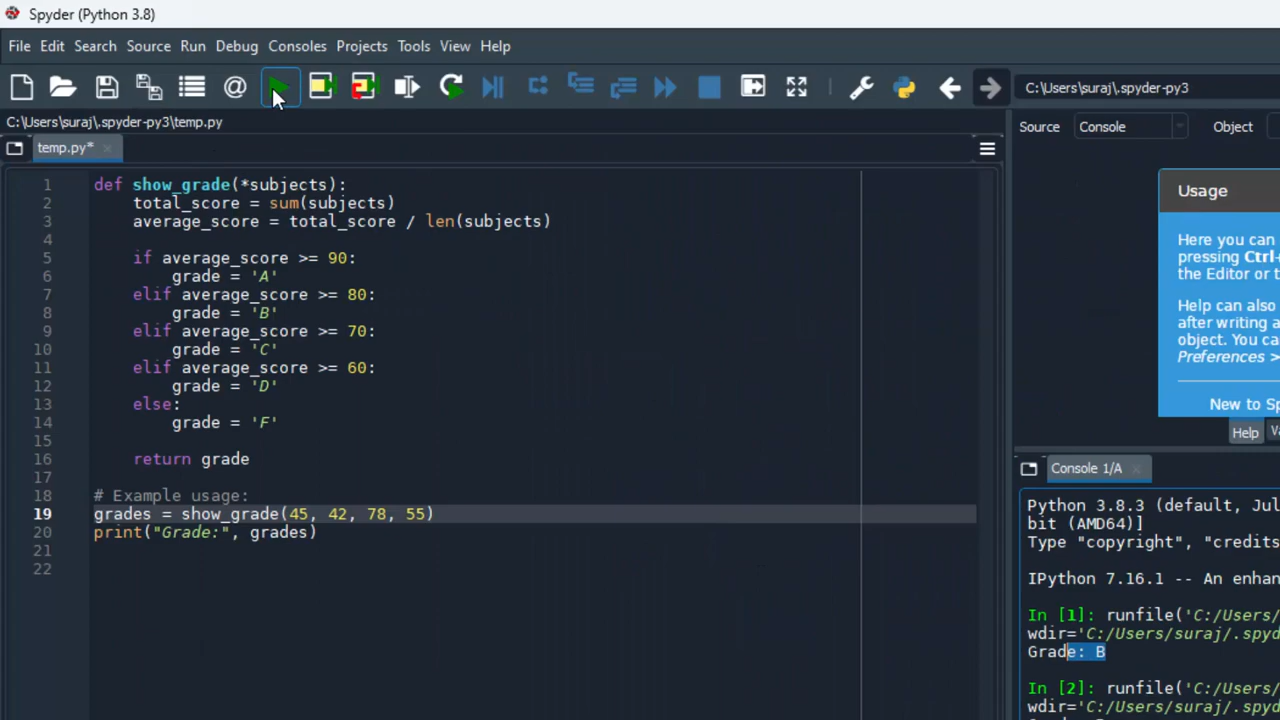 Spyder (Python 3.8)
File Edit Search Source Run Debug Consoles Projects Tools View Help
C:\Users\suraj\.spyder-py3
C:\Users\suraj\.spyder-py3\temp.py
temp.py*
Source Console Object
1 def show_grade(*subjects):
2 total_score = sum(subjects)
3 average_score = total_score / len(subjects)
4
5 if average_score >= 90:
6 grade = 'A'
7 elif average_score >= 80:
8 grade = 'B'
9 elif average_score >= 70:
10 grade = 'C'
11 elif average_score >= 60:
12 grade = 'D'
13 else:
14 grade = 'F'
15
16 return grade
17
18 # Example usage:
19 grades = show_grade(45, 42, 78, 55)
20 print("Grade:", grades)
21
22
Usage
Here you can
pressing Ctrl+
the Editor or t
Help can also
after writing a
object. You ca
Preferences >
New to Sp
Help V
Console 1/A
Python 3.8.3 (default, Jul
bit (AMD64)]
Type "copyright", "credits
IPython 7.16.1 -- An enhan
In [1]: runfile('C:/Users/
wdir='C:/Users/suraj/.spyd
Grade: B
In [2]: runfile('C:/Users/
wdir='C:/Users/suraj/.spyd